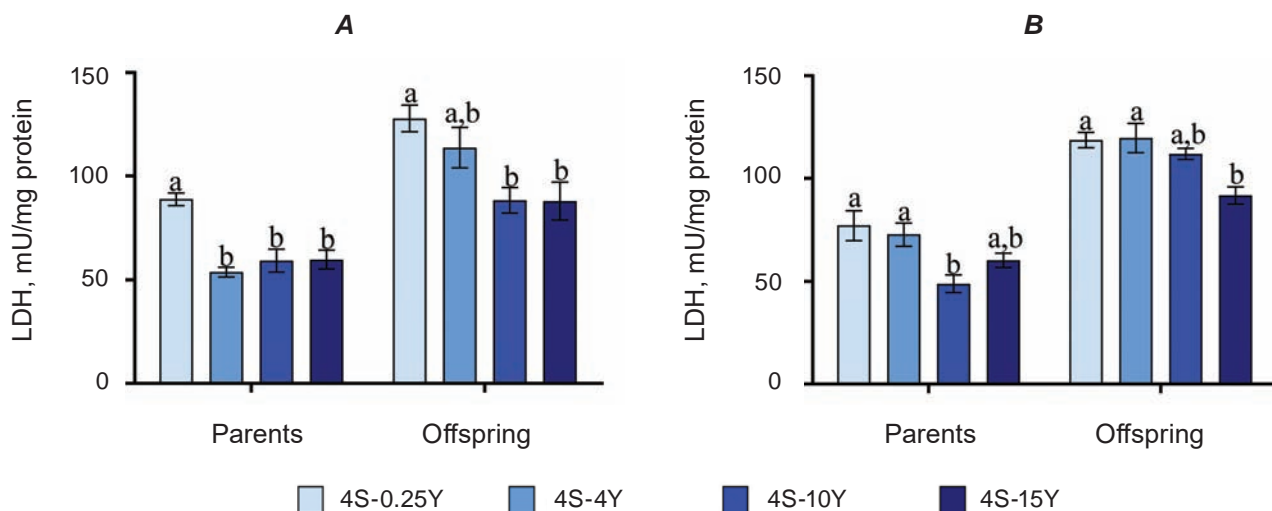 A
LDH, mU/mg protein
150
100
50
0
a
b
b
b
a
a,b
b
b
Parents
Offspring
B
LDH, mU/mg protein
150
100
50
0
a
a
b
a,b
a
a
a,b
b
Parents
Offspring
4S-0.25Y
4S-4Y
4S-10Y
4S-15Y